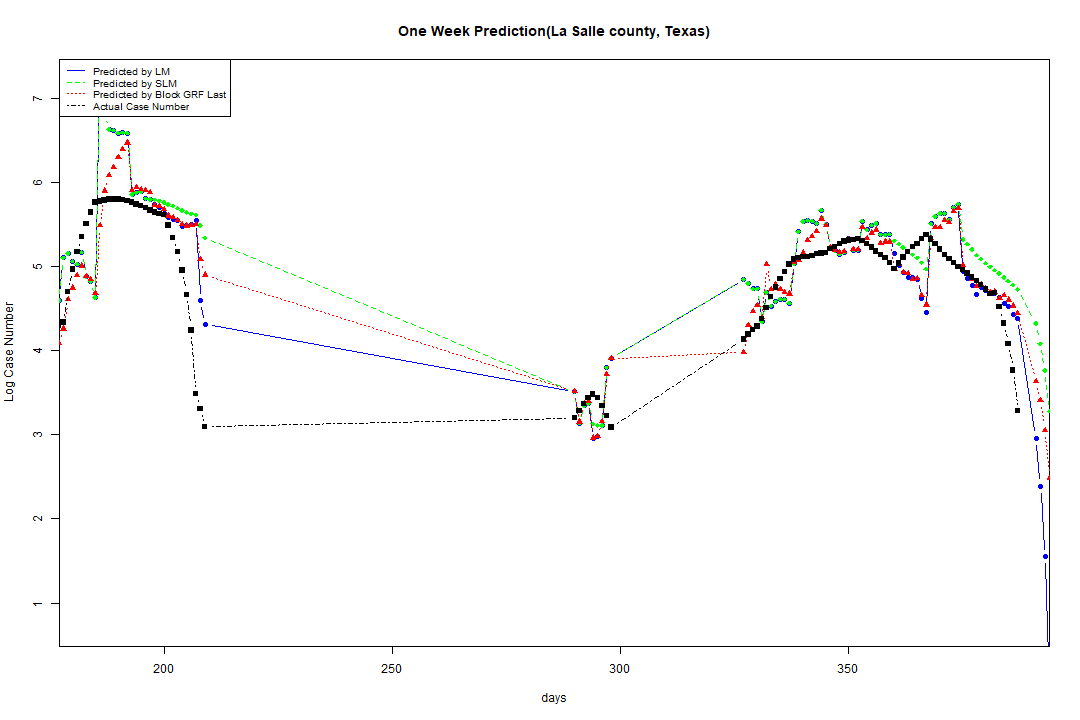 One Week Prediction(La Salle county, Texas)
Predicted by LM
Predicted by SLM
Predicted by Block GRF Last
Actual Case Number
7
6
5
4
3
2
1
Log Case Number
200 250 300 350
days